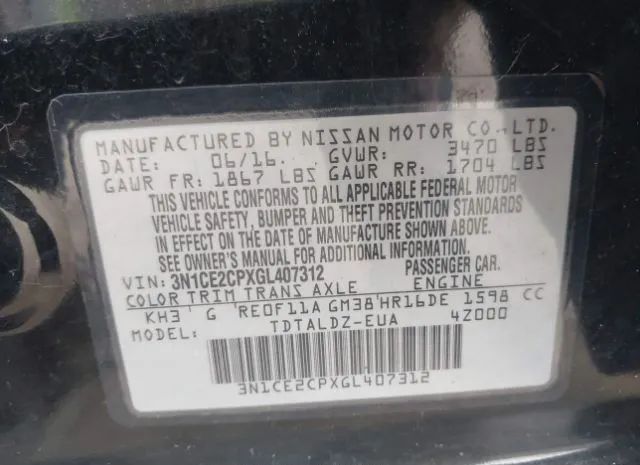 MANUFACTURED BY NISSAN MOTOR CO.,LTD.
DATE: 06/16 GVWR: 3470 LBS
GAWR FR: 1867 LBS GAWR RR: 1704 LBS
THIS VEHICLE CONFORMS TO ALL APPLICABLE FEDERAL MOTOR
VEHICLE SAFETY, BUMPER AND THEFT PREVENTION STANDARDS
IN EFFECT ON THE DATE OF MANUFACTURE SHOWN ABOVE.
SEE OWNER'S MANUAL FOR ADDITIONAL INFORMATION
VIN: 3N1CE2CPXGL407312 PASSENGER CAR.
COLOR TRIM TRANS AXLE ENGINE
KH3 G RE0F11A GM38 HR16DE 1598 CC
MODEL: TDTALDZ-EUA 4Z000
3N1CE2CPXGL407312